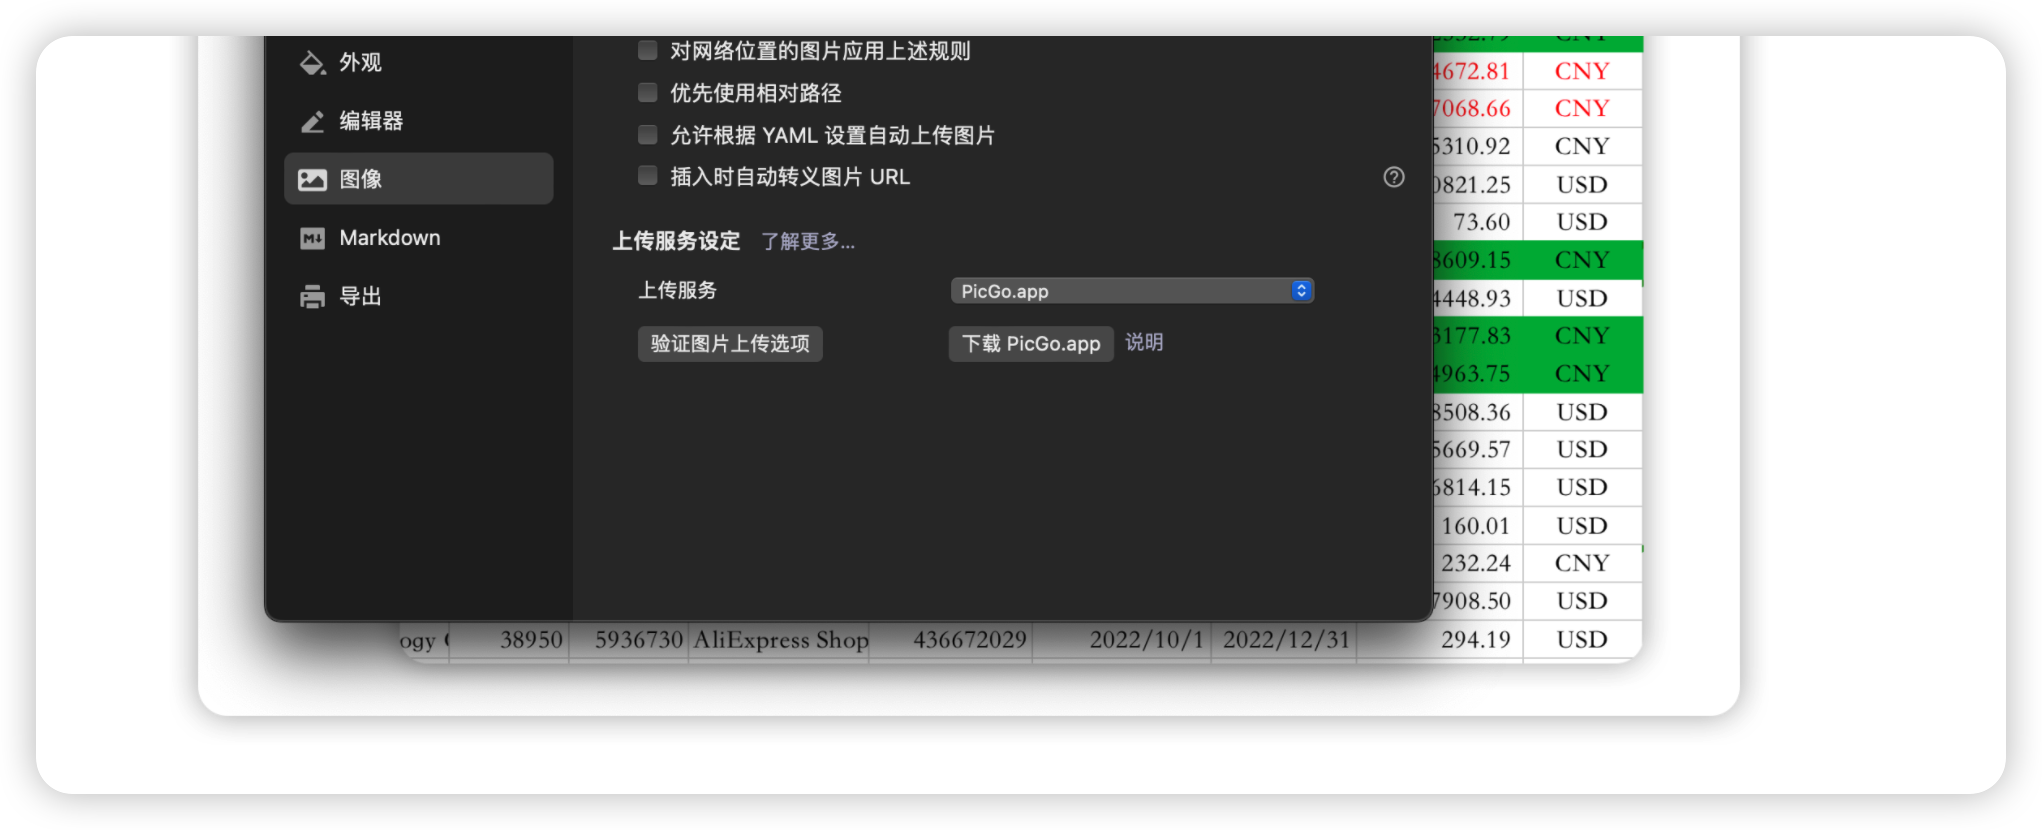 外观
编辑器
图像
Markdown
导出
对网络位置的图片应用上述规则
优先使用相对路径
允许根据 YAML 设置自动上传图片
插入时自动转义图片 URL
上传服务设定 了解更多...
上传服务 PicGo.app
验证图片上传选项 下载 PicGo.app 说明
CNY
4672.81 CNY
7068.66 CNY
5310.92 CNY
0821.25 USD
73.60 USD
8609.15 CNY
4448.93 USD
3177.83 CNY
4963.75 CNY
8508.36 USD
5669.57 USD
6814.15 USD
160.01 USD
232.24 CNY
7908.50 USD
ogy 38950 5936730 AliExpress Shop 436672029 2022/10/1 2022/12/31 294.19 USD